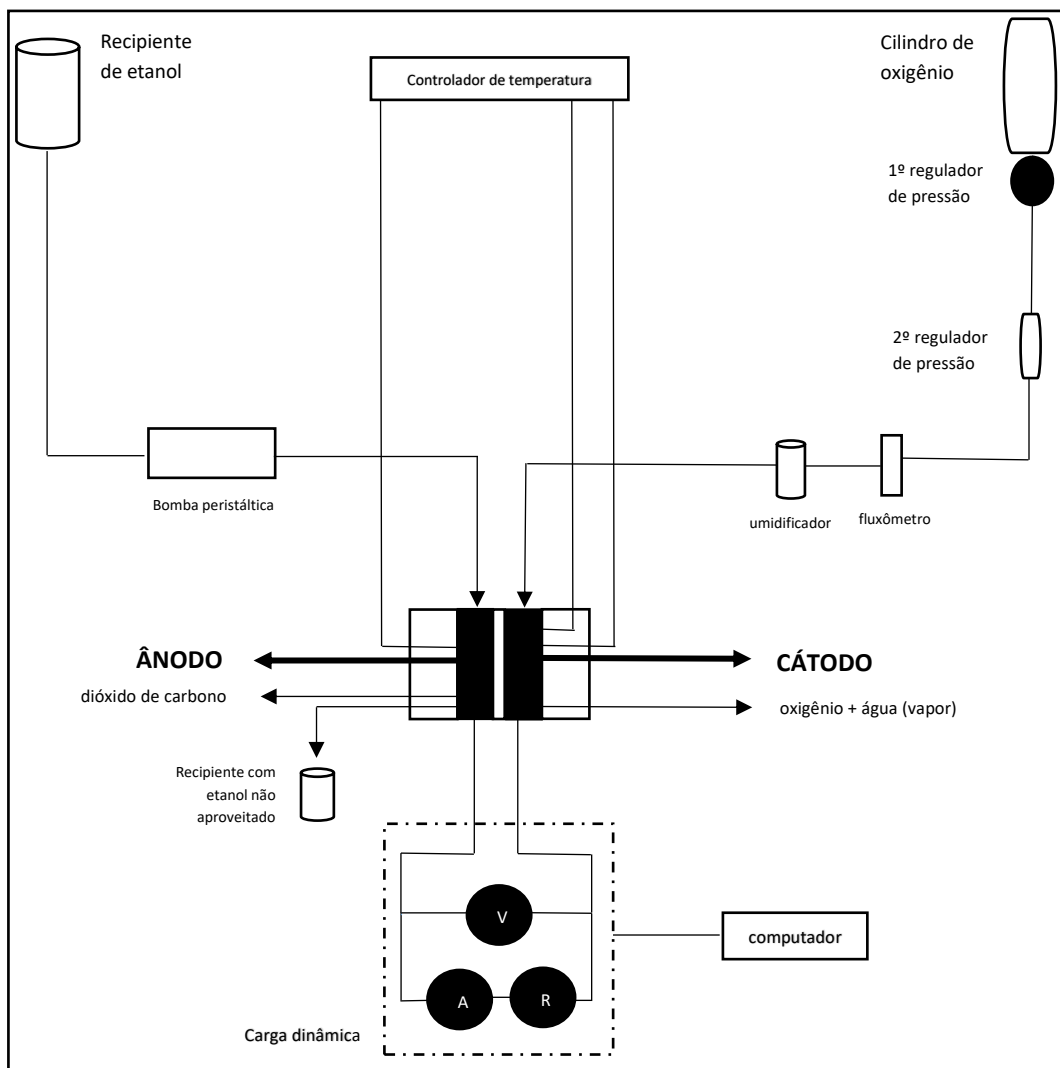 Recipiente
de etanol
Controlador de temperatura
Cilindro de
oxigênio
1º regulador
de pressão
2º regulador
de pressão
Bomba peristáltica
umidificador
fluxômetro
ÂNODO
CÁTODO
dióxido de carbono
oxigênio + água (vapor)
Recipiente com
etanol não
aproveitado
V
A
R
computador
Carga dinâmica